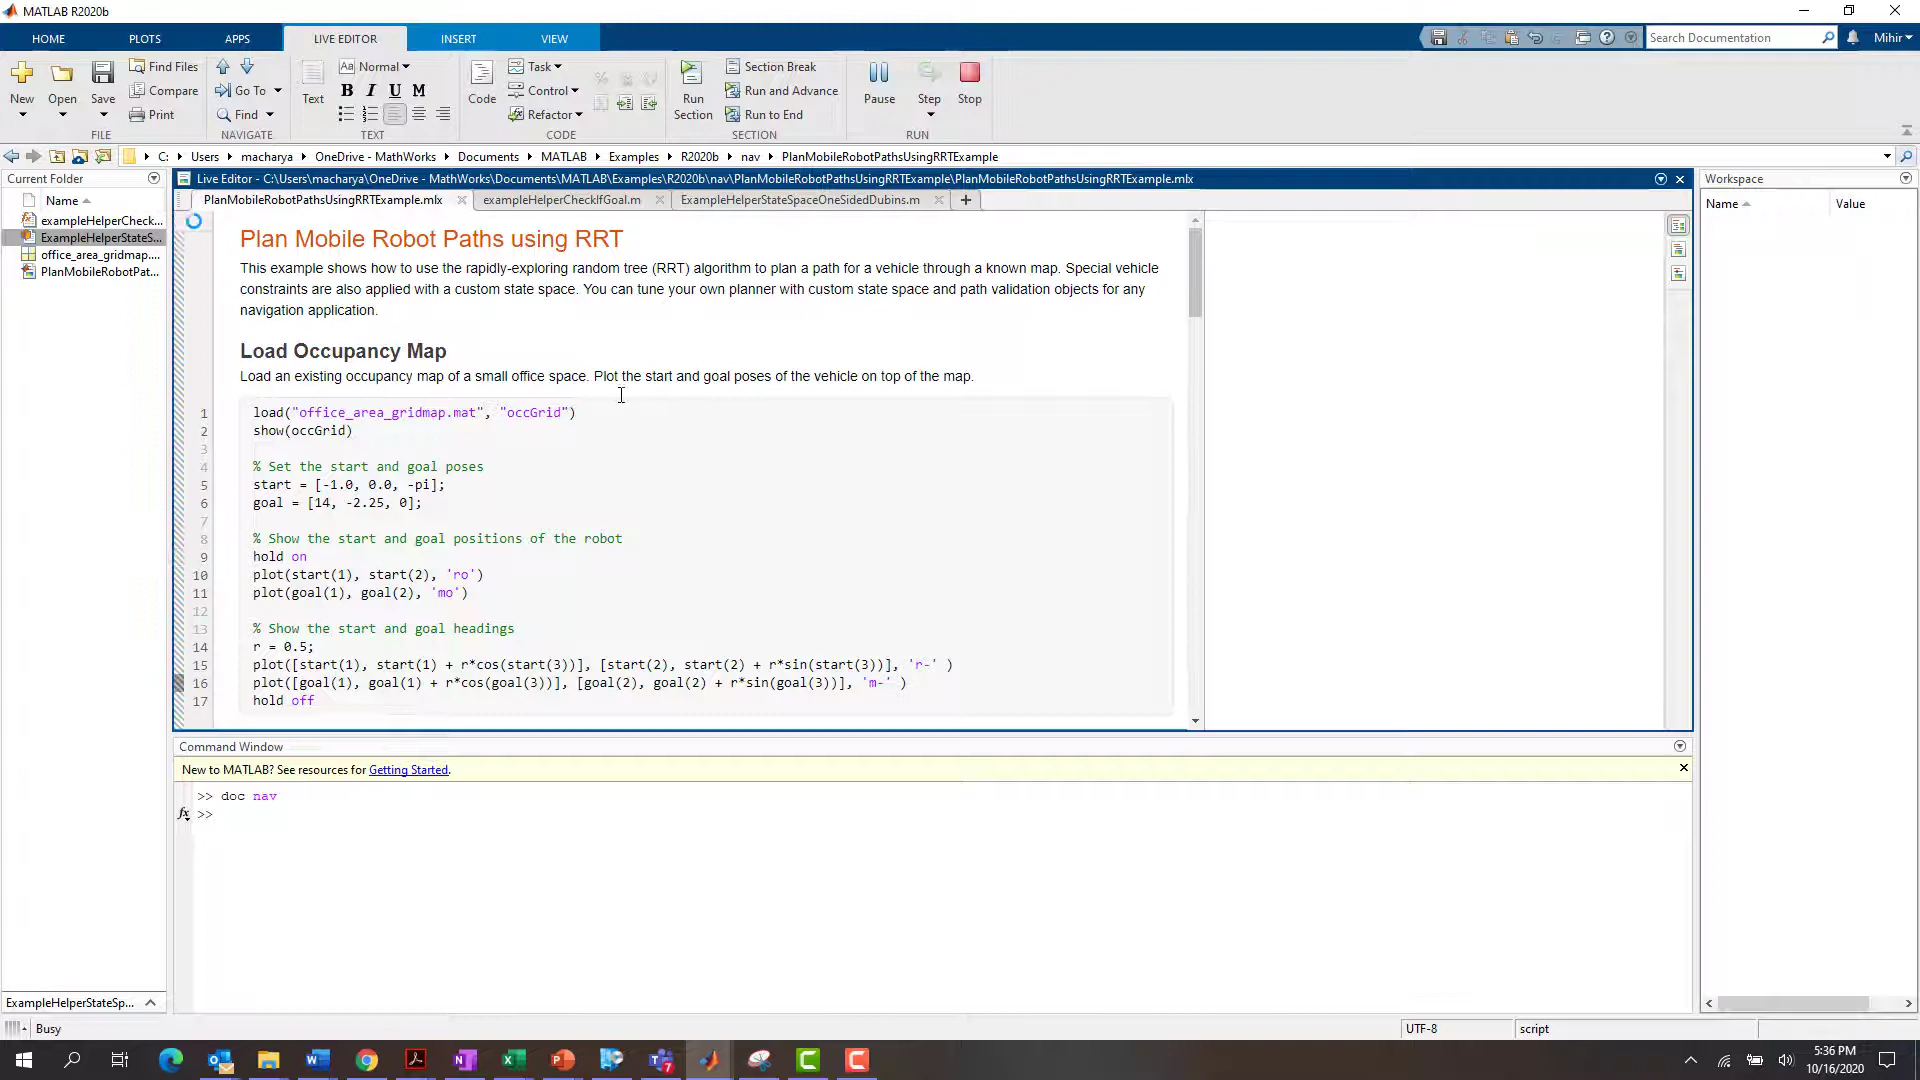 MATLAB R2020b
HOME PLOTS APPS LIVE EDITOR INSERT VIEW
Search Documentation
Mihir
New Open Save
Find Files
Compare
Print
FILE
Go To
Find
NAVIGATE
Text
Normal
B I U M
TEXT
Code
Task
Control
Refactor
CODE
Run Section
Section Break
Run and Advance
Run to End
SECTION
Pause Step Stop
RUN
C: Users macharya OneDrive - MathWorks Documents MATLAB Examples R2020b nav PlanMobileRobotPathsUsingRRTExample
Current Folder
Name
exampleHelperCheck...
ExampleHelperStateS...
office_area_gridmap....
PlanMobileRobotPat...
ExampleHelperStateSp...
Live Editor - C:\Users\macharya\OneDrive - MathWorks\Documents\MATLAB\Examples\R2020b\nav\PlanMobileRobotPathsUsingRRTExample\PlanMobileRobotPathsUsingRRTExample.mlx
PlanMobileRobotPathsUsingRRTExample.mlx exampleHelperCheckIfGoal.m ExampleHelperStateSpaceOneSidedDubins.m
Plan Mobile Robot Paths using RRT
This example shows how to use the rapidly-exploring random tree (RRT) algorithm to plan a path for a vehicle through a known map. Special vehicle
constraints are also applied with a custom state space. You can tune your own planner with custom state space and path validation objects for any
navigation application.
Load Occupancy Map
Load an existing occupancy map of a small office space. Plot the start and goal poses of the vehicle on top of the map.
1 load("office_area_gridmap.mat", "occGrid")
2 show(occGrid)
3
4 % Set the start and goal poses
5 start = [-1.0, 0.0, -pi];
6 goal = [14, -2.25, 0];
7
8 % Show the start and goal positions of the robot
9 hold on
10 plot(start(1), start(2), 'ro')
11 plot(goal(1), goal(2), 'mo')
12
13 % Show the start and goal headings
14 r = 0.5;
15 plot([start(1), start(1) + r*cos(start(3))], [start(2), start(2) + r*sin(start(3))], 'r-' )
16 plot([goal(1), goal(1) + r*cos(goal(3))], [goal(2), goal(2) + r*sin(goal(3))], 'm-' )
17 hold off
Workspace
Name Value
Command Window
New to MATLAB? See resources for Getting Started.
>> doc nav
fx >>
Busy
UTF-8 script
5:36 PM
10/16/2020